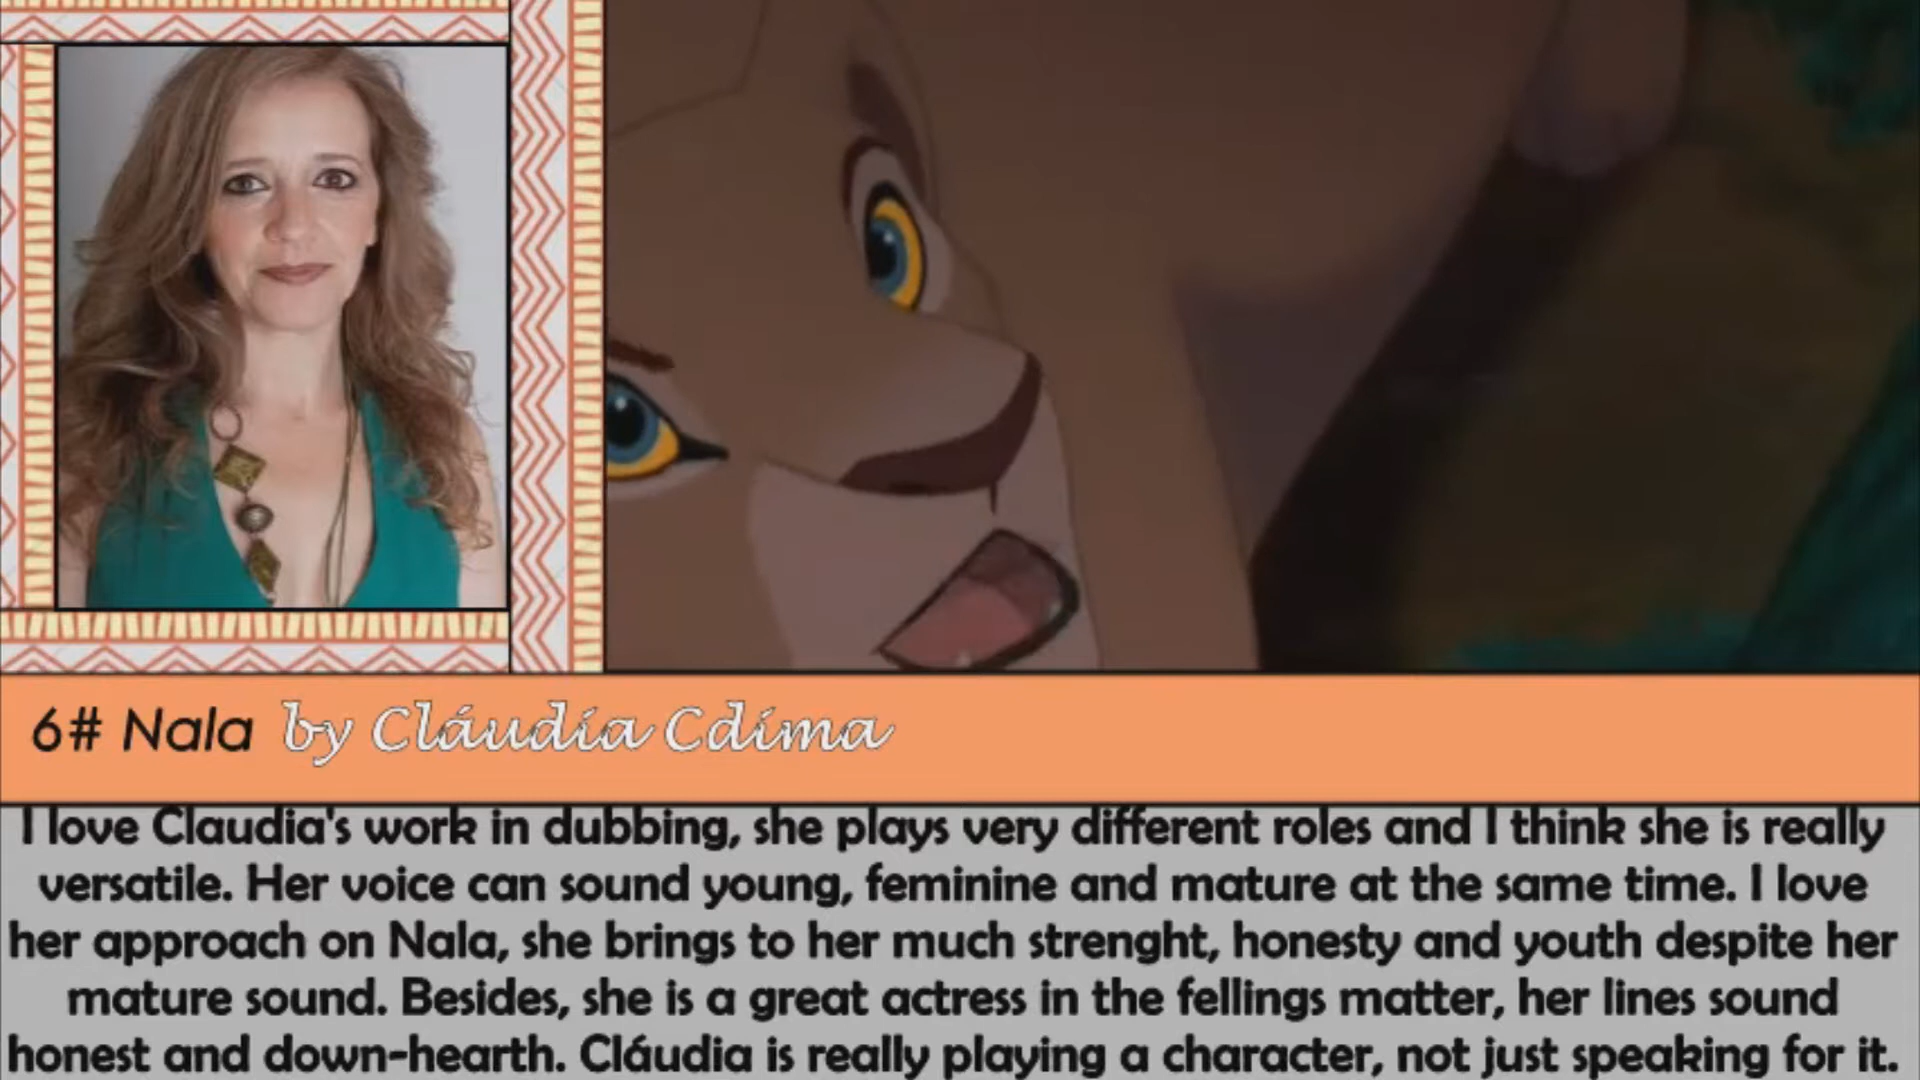 6# Nala by Cláudia Cdima
I love Claudia's work in dubbing, she plays very different roles and I think she is really
versatile. Her voice can sound young, feminine and mature at the same time. I love
her approach on Nala, she brings to her much strenght, honesty and youth despite her
mature sound. Besides, she is a great actress in the fellings matter, her lines sound
honest and down-hearth. Cláudia is really playing a character, not just speaking for it.